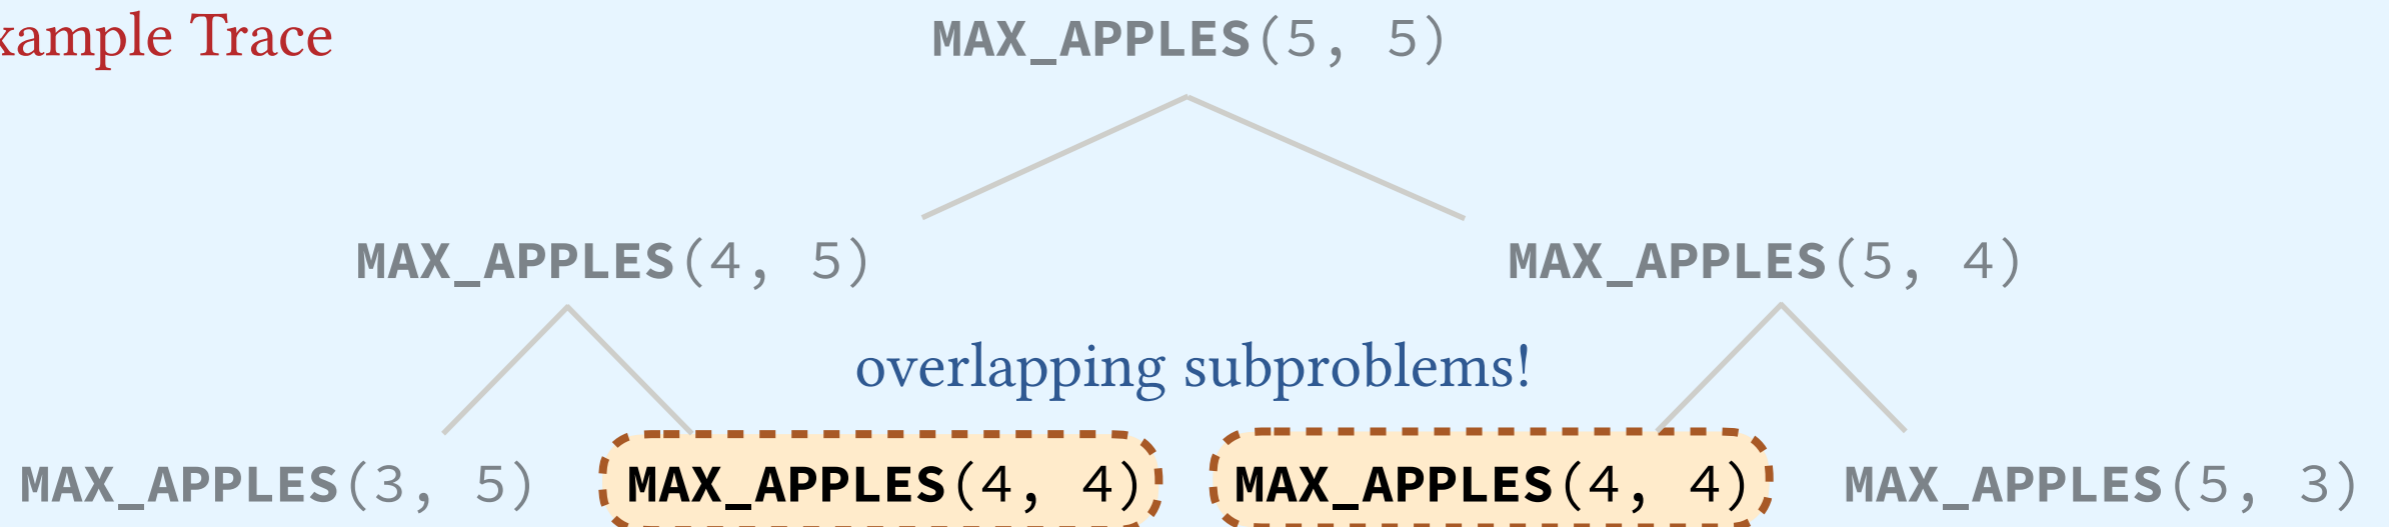 xample Trace
MAX_APPLES(5, 5)
MAX_APPLES(4, 5)
MAX_APPLES(5, 4)
overlapping subproblems!
MAX_APPLES(3, 5)
MAX_APPLES(4, 4)
MAX_APPLES(4, 4)
MAX_APPLES(5, 3)